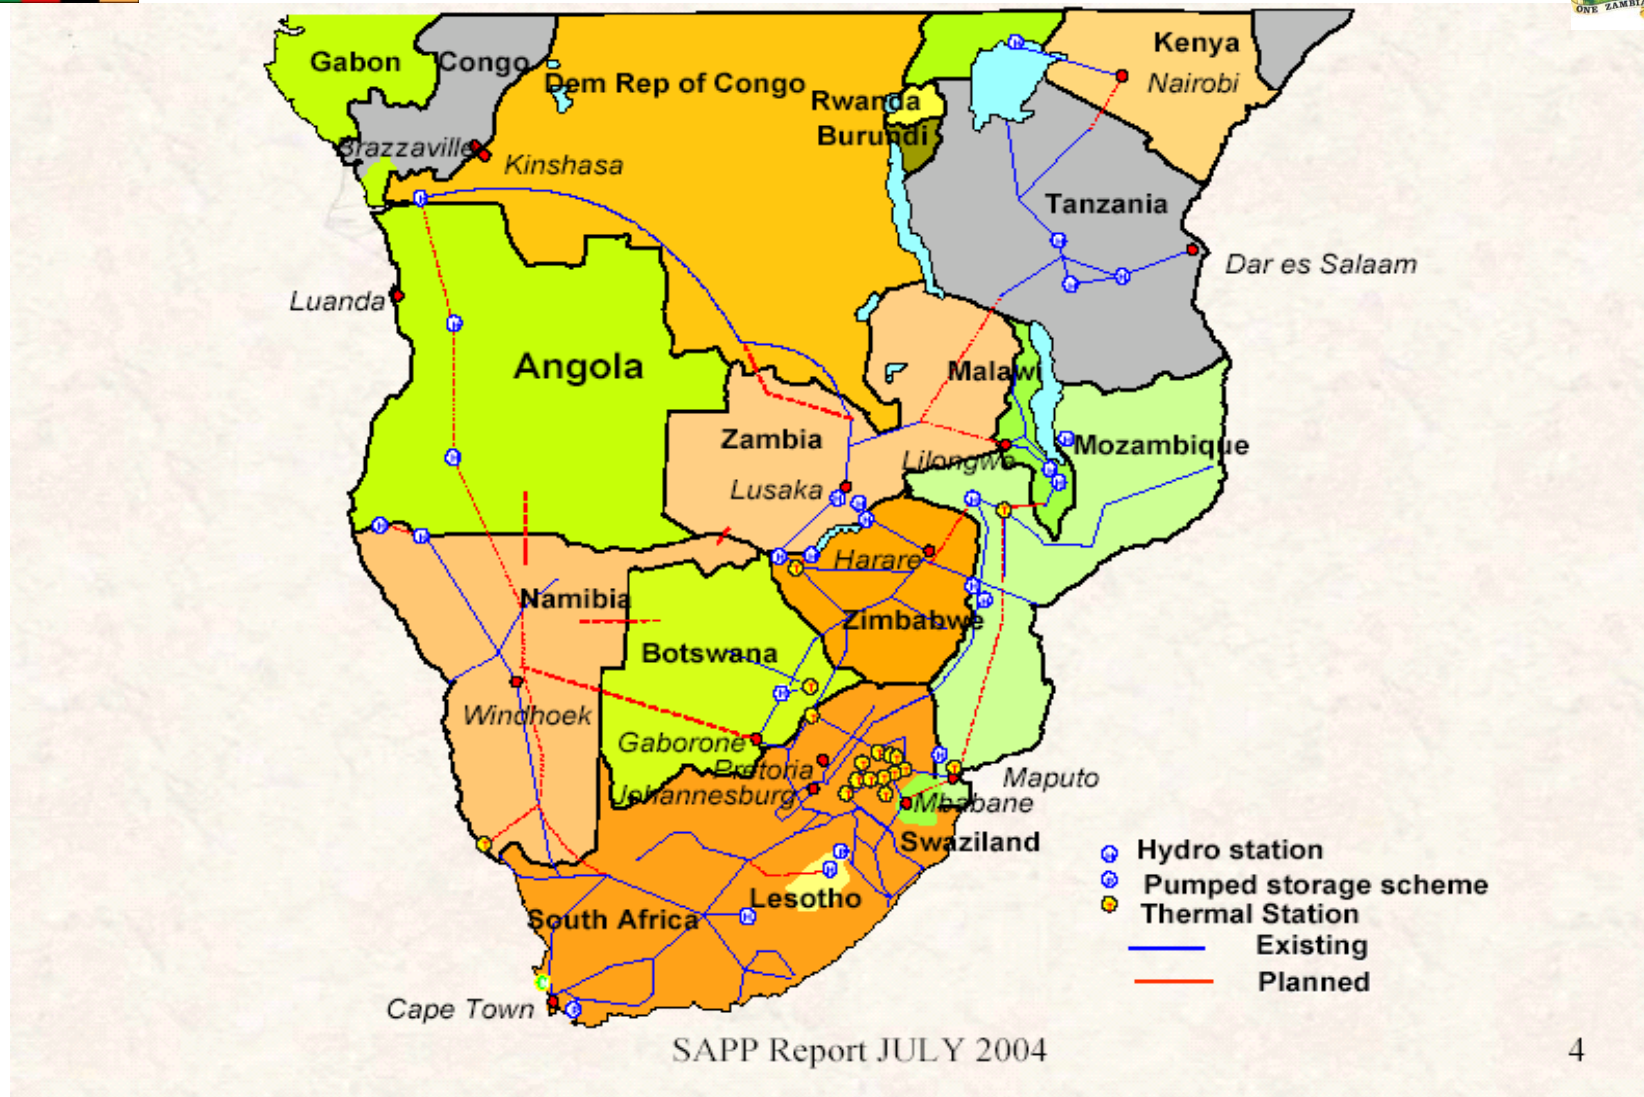 ONE ZAMBIA
Gabon
Congo
Dem Rep of Congo
Kenya
Nairobi
Rwanda
Burundi
Brazzaville
Kinshasa
Tanzania
Dar es Salaam
Luanda
Angola
Malawi
Zambia
Mozambique
Lilongwe
Lusaka
Harare
Namibia
Zimbabwe
Botswana
Windhoek
Gaborone
Pretoria
Maputo
Johannesburg
Mbabane
Swaziland
Lesotho
South Africa
Cape Town
Hydro station
Pumped storage scheme
Thermal Station
Existing
Planned
SAPP Report JULY 2004
4